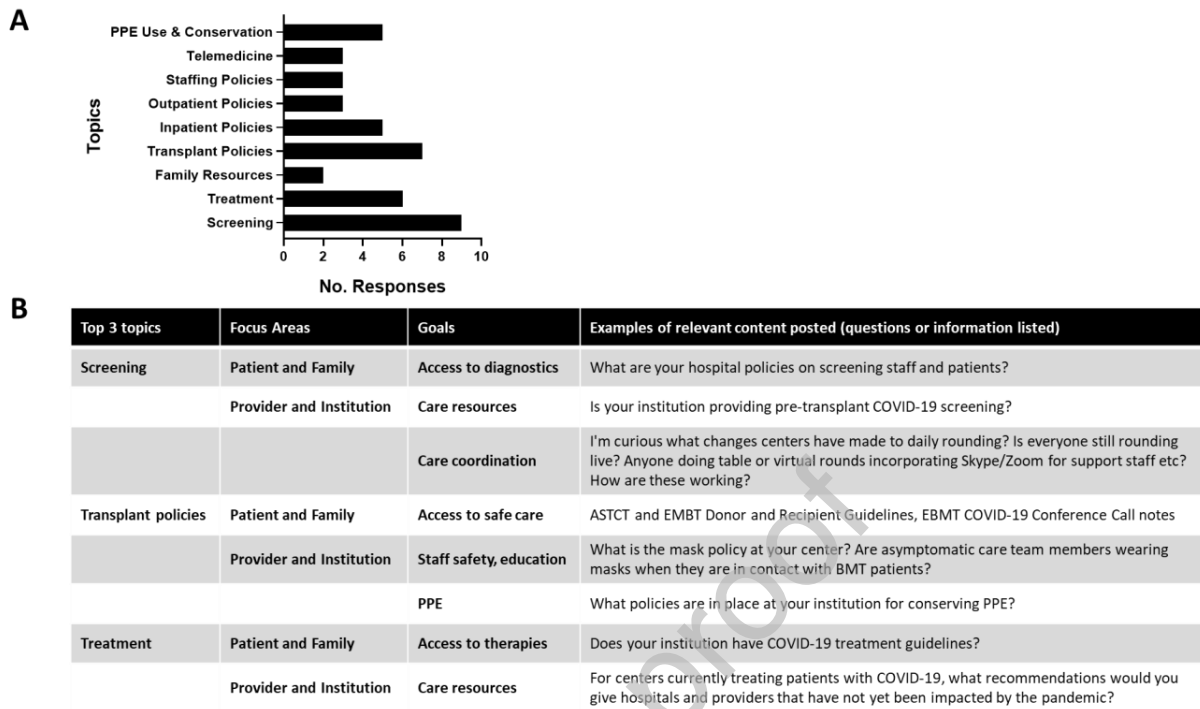 A
Topics
PPE Use & Conservation
Telemedicine
Staffing Policies
Outpatient Policies
Inpatient Policies
Transplant Policies
Family Resources
Treatment
Screening
0 2 4 6 8 10
No. Responses
B
Top 3 topics Focus Areas Goals Examples of relevant content posted (questions or information listed)
Screening Patient and Family Access to diagnostics What are your hospital policies on screening staff and patients?
Provider and Institution Care resources Is your institution providing pre-transplant COVID-19 screening?
Care coordination I'm curious what changes centers have made to daily rounding? Is everyone still rounding
live? Anyone doing table or virtual rounds incorporating Skype/Zoom for support staff etc?
How are these working?
Transplant policies Patient and Family Access to safe care ASTCT and EMBT Donor and Recipient Guidelines, EBMT COVID-19 Conference Call notes
Provider and Institution Staff safety, education What is the mask policy at your center? Are asymptomatic care team members wearing
masks when they are in contact with BMT patients?
PPE What policies are in place at your institution for conserving PPE?
Treatment Patient and Family Access to therapies Does your institution have COVID-19 treatment guidelines?
Provider and Institution Care resources For centers currently treating patients with COVID-19, what recommendations would you
give hospitals and providers that have not yet been impacted by the pandemic?
proof